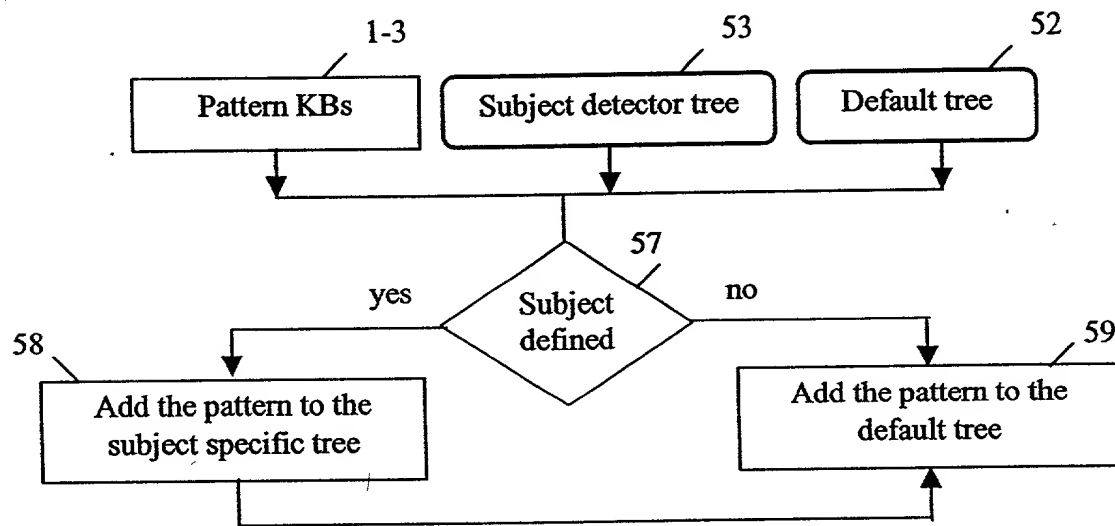 1-3
53
52
Pattern KBs
Subject detector tree
Default tree
57
yes
Subject
defined
no
58
59
Add the pattern to the
subject specific tree
Add the pattern to the
default tree